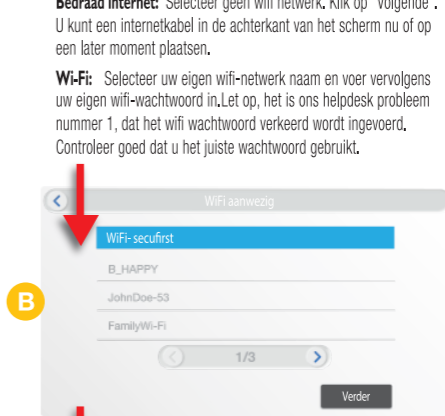 Bedraad internet: Selecteer geen wifi netwerk. Klik op "Volgende".
U kunt een internetkabel in de achterkant van het scherm nu of op
een later moment plaatsen.
Wi-Fi: Selecteer uw eigen wifi-netwerk naam en voer vervolgens
uw eigen wifi-wachtwoord in.Let op, het is ons helpdesk probleem
nummer 1, dat het wifi wachtwoord verkeerd wordt ingevoerd.
Controleer goed dat u het juiste wachtwoord gebruikt.
WiFi aanwezig
WiFi- secufirst
B_HAPPY
B
JohnDoe-53
FamilyWi-Fi
1/3
Verder